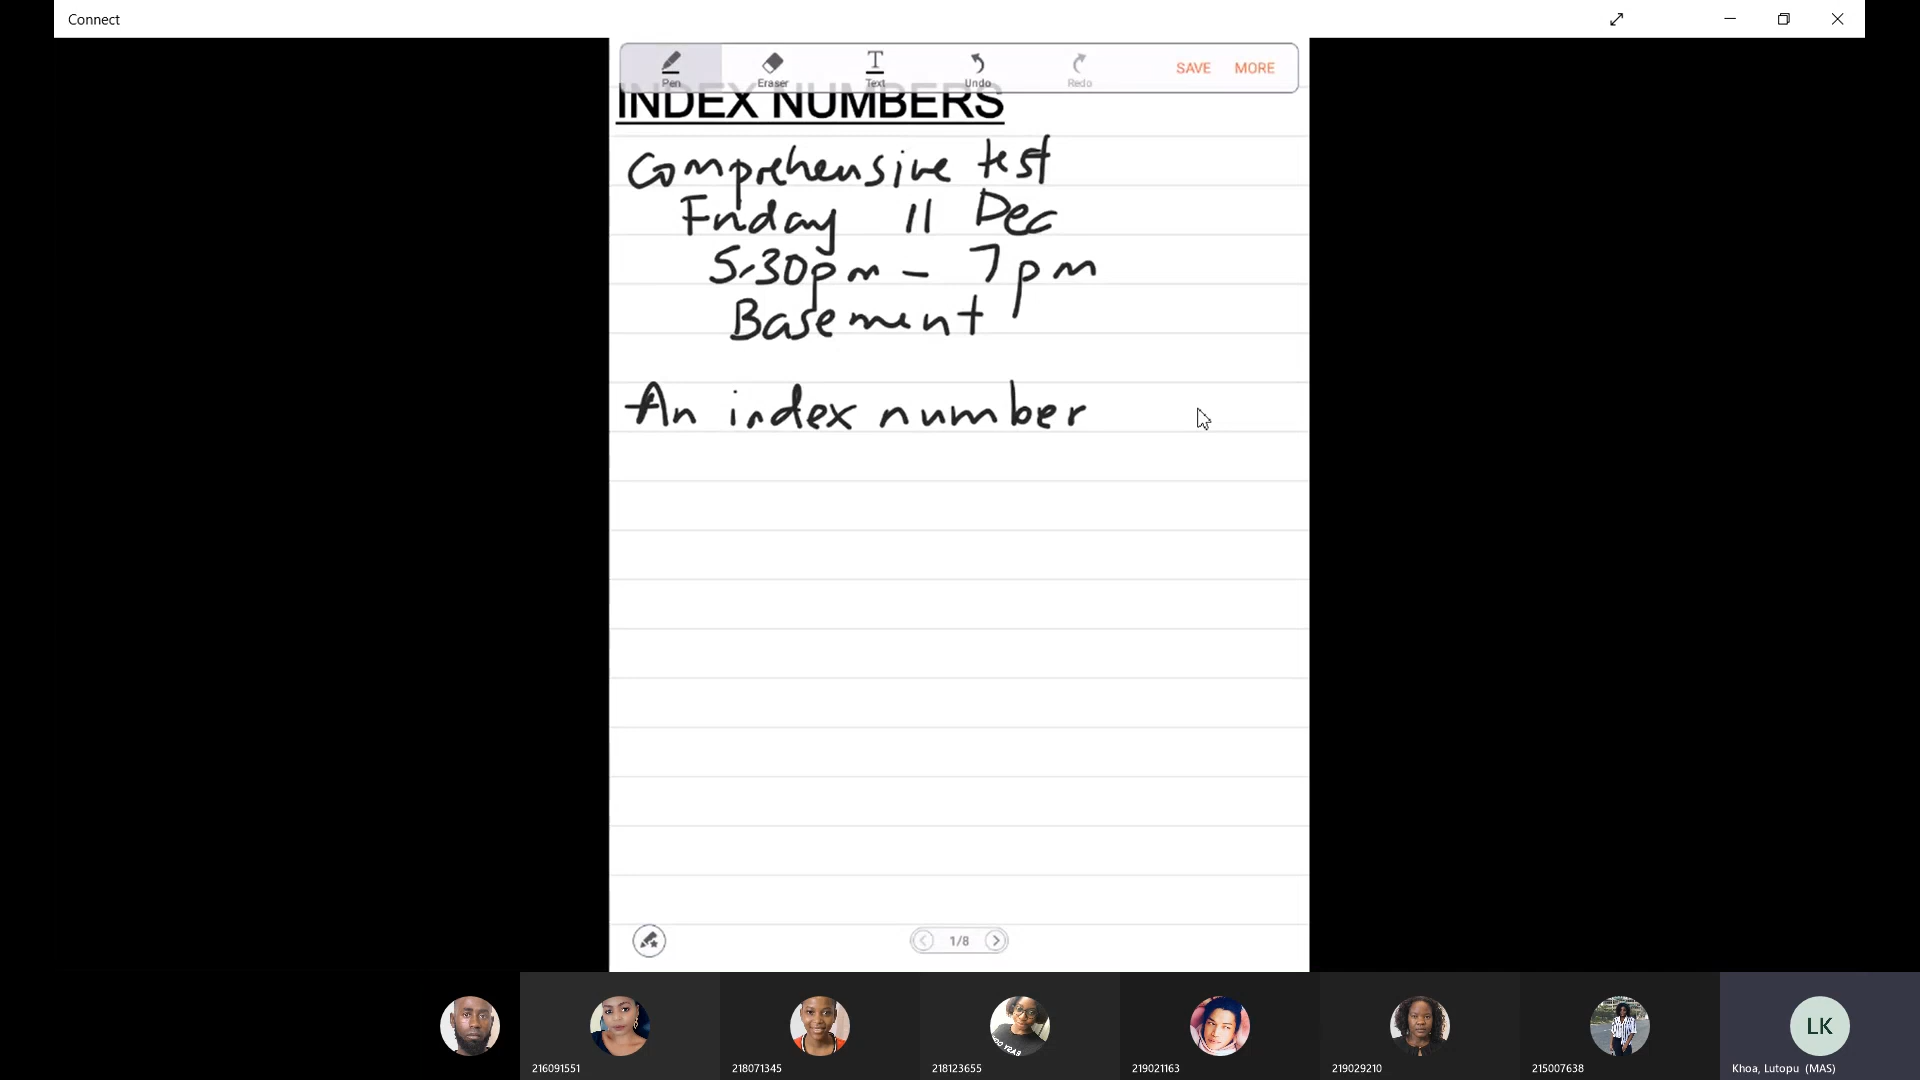 Connect
Pen Eraser Text Undo Redo SAVE MORE
INDEX NUMBERS
Comprehensive test
Friday 11 Dec
5.30pm - 7pm
Basement
An index number
1/8
216091551 218071345 218123655 219021163 219029210 215007638 Khoa, Lutopu (MAS)
LK